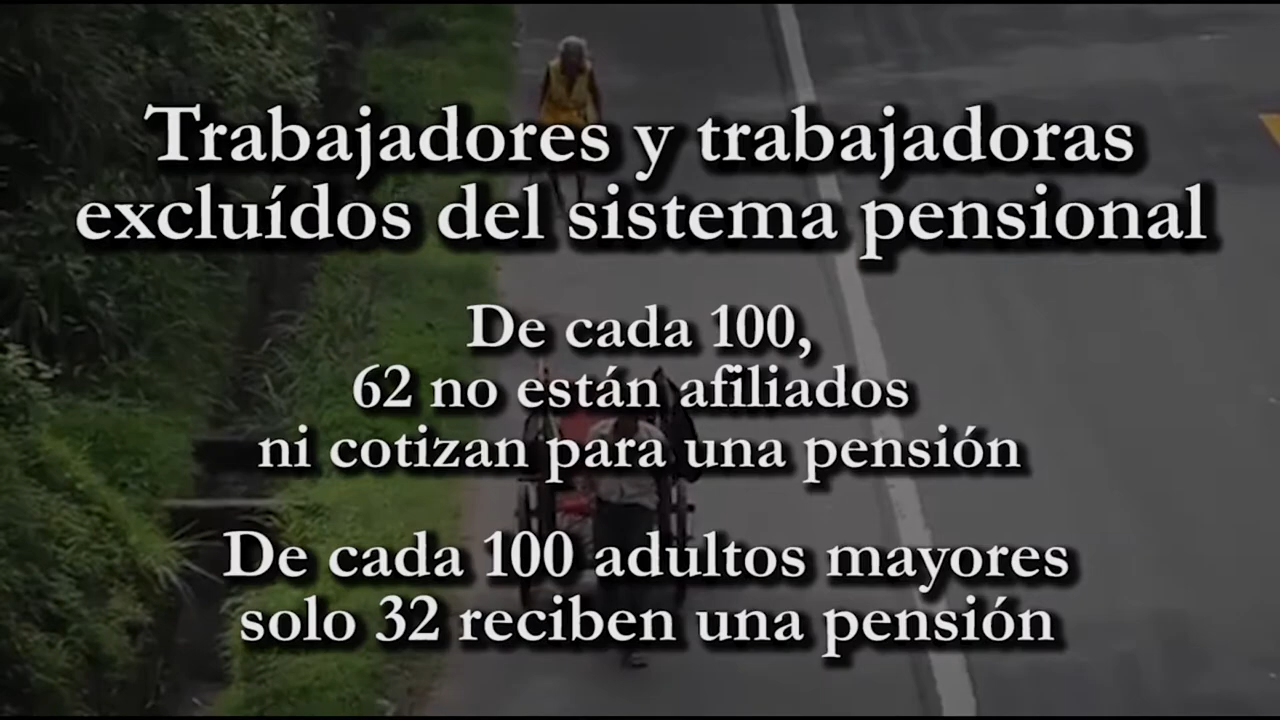 Trabajadores y trabajadoras
excluídos del sistema pensional
De cada 100,
62 no están afiliados
ni cotizan para una pensión
De cada 100 adultos mayores
solo 32 reciben una pensión